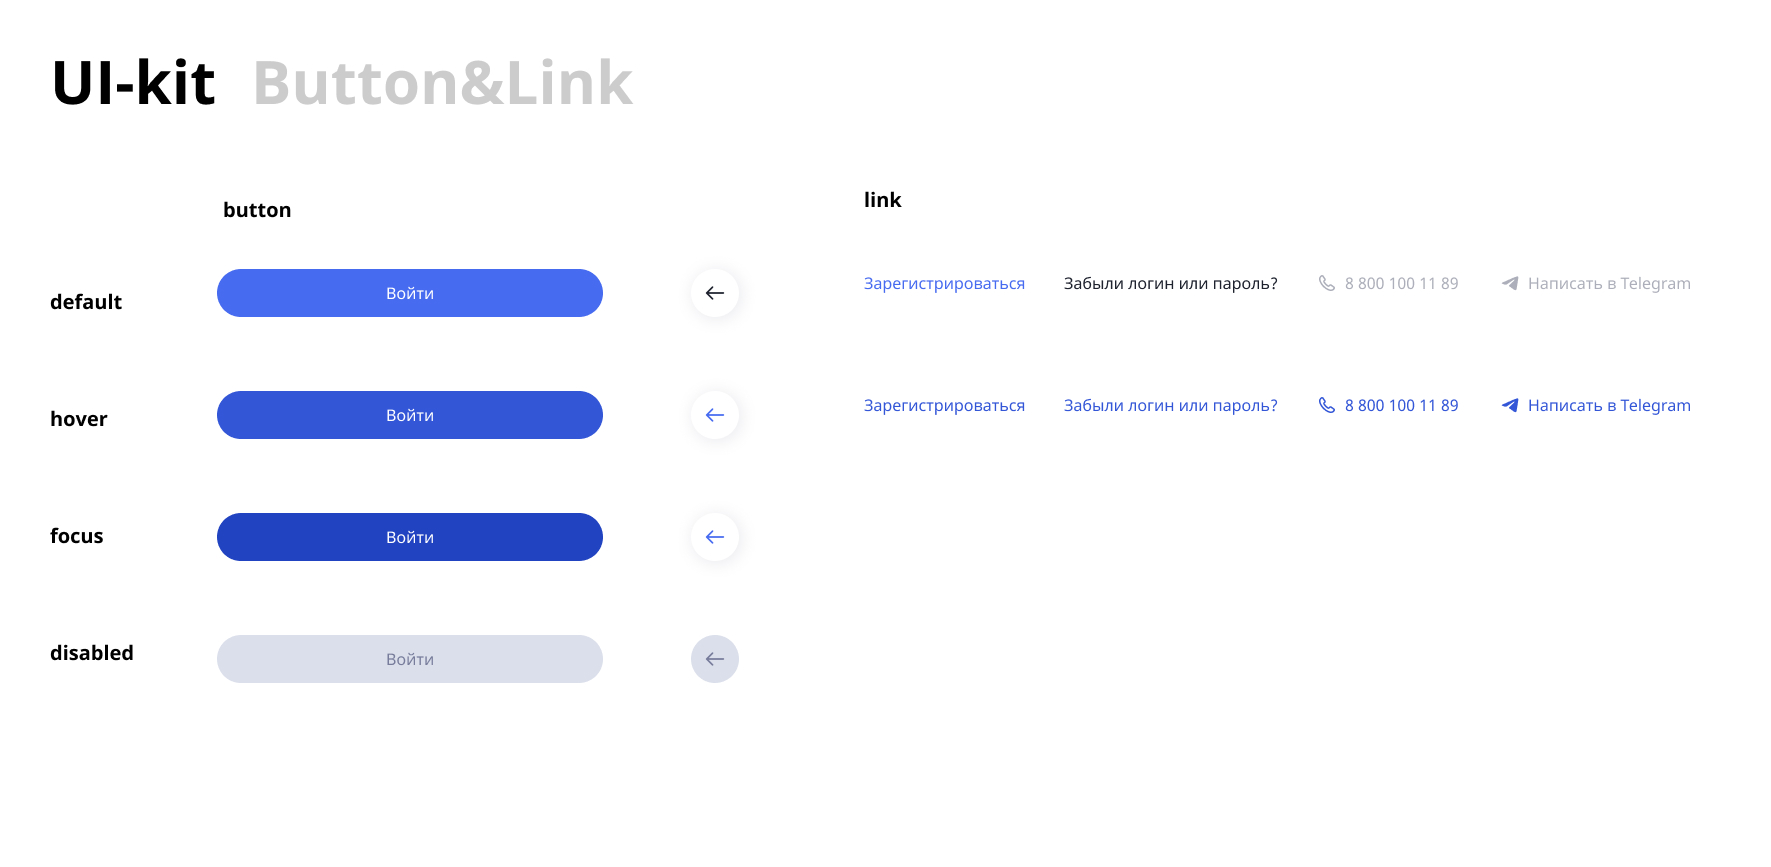 UI-kit Button&Link
button
link
default
Войти
Зарегистрироваться
Забыли логин или пароль?
8 800 100 11 89
Написать в Telegram
hover
Войти
Зарегистрироваться
Забыли логин или пароль?
8 800 100 11 89
Написать в Telegram
focus
Войти
disabled
Войти